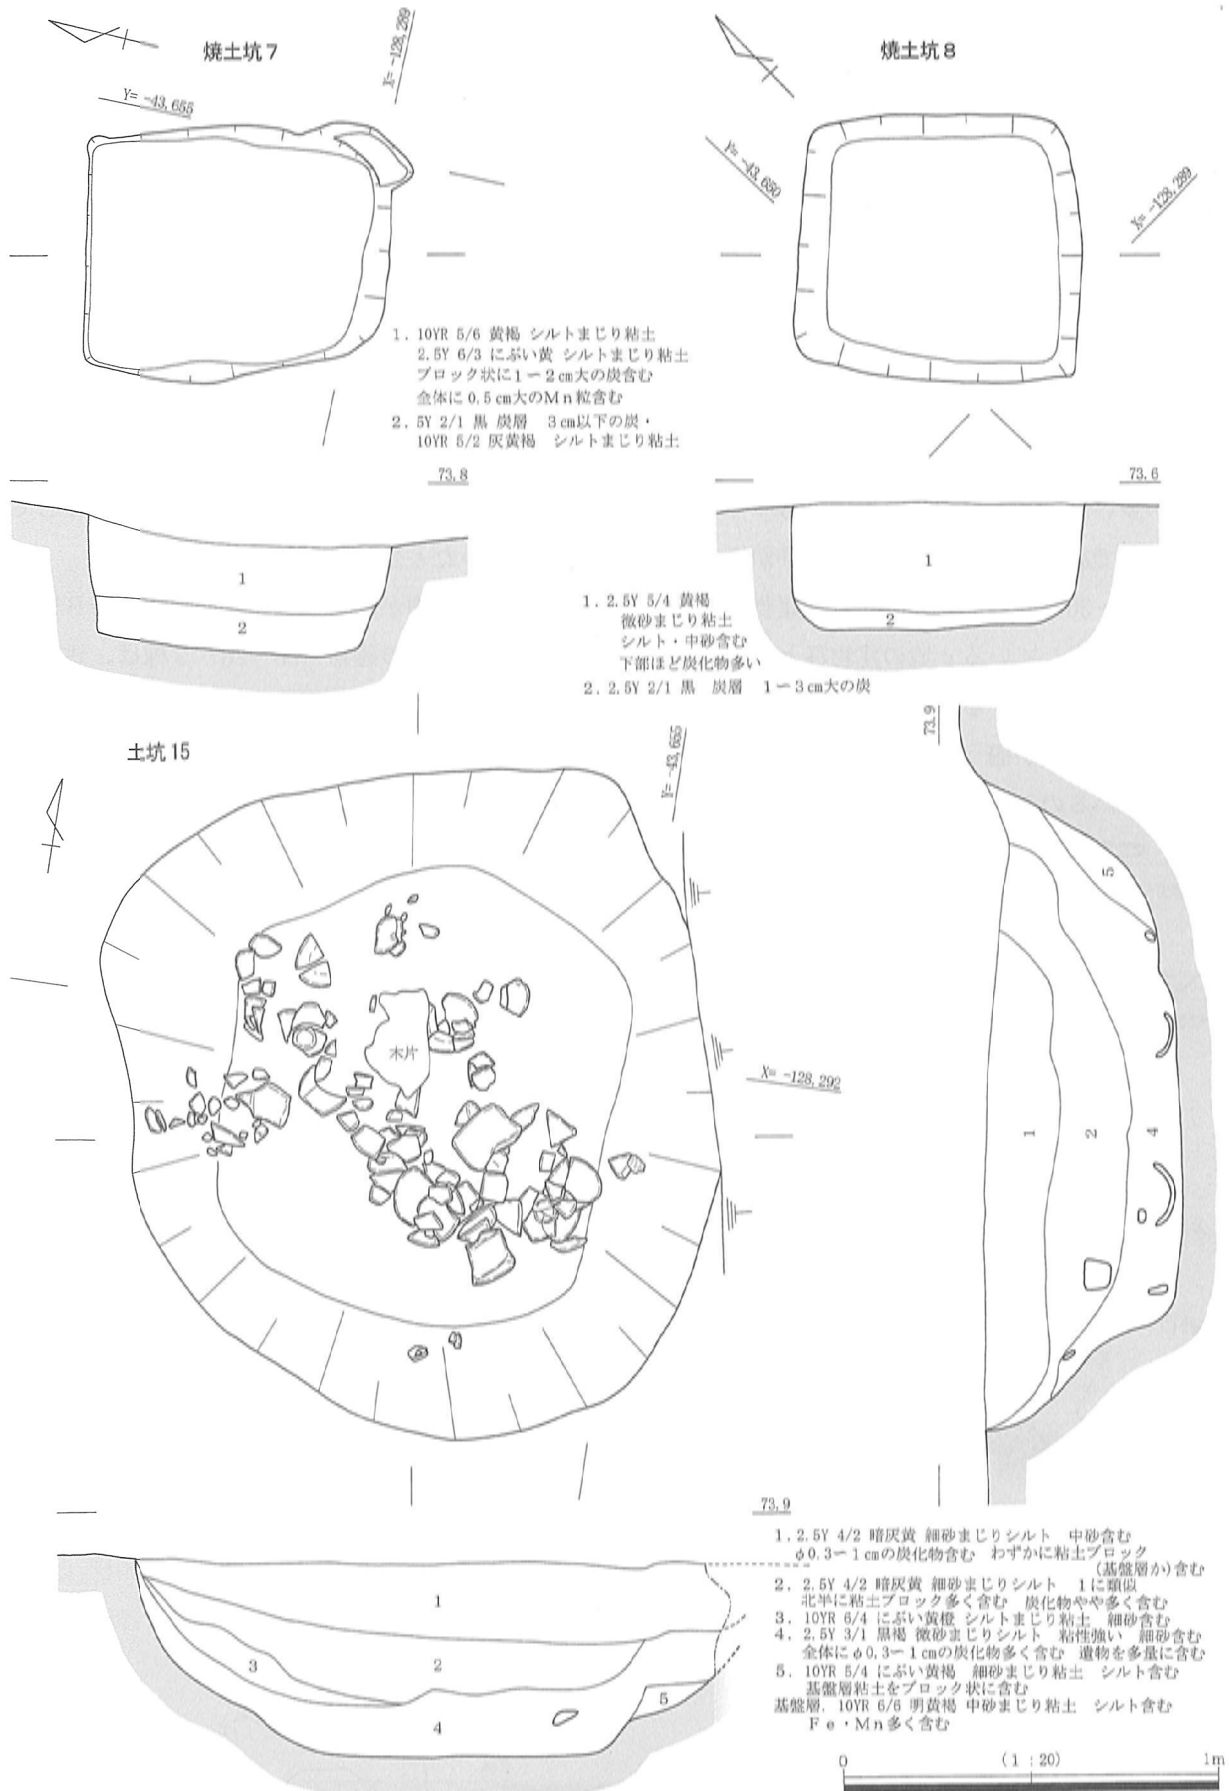 焼土坑7
X= -128,289
Y= -43,655
1. 10YR 5/6 黄褐 シルトまじり粘土
2.5Y 6/3 にぶい黄 シルトまじり粘土
ブロック状に1〜2㎝大の炭含む
全体に0.5㎝大のMn粒含む
2. 5Y 2/1 黒 炭層 3㎝以下の炭・
10YR 5/2 灰黄褐 シルトまじり粘土
73.8
1
2
焼土坑8
Y= -43,650
X= -128,289
73.6
1
2
1. 2.5Y 5/4 黄褐
微砂まじり粘土
シルト・中砂含む
下部ほど炭化物多い
2. 2.5Y 2/1 黒 炭層 1〜3㎝大の炭
土坑15
Y= -43,655
木片
X= -128,292
73.9
5
1
2
4
73.9
1
3
2
4
5
1. 2.5Y 4/2 暗灰黄 細砂まじりシルト 中砂含む
φ0.3〜1㎝の炭化物含む わずかに粘土ブロック
(基盤層か)含む
2. 2.5Y 4/2 暗灰黄 細砂まじりシルト 1に類似
北半に粘土ブロック多く含む 炭化物やや多く含む
3. 10YR 6/4 にぶい黄橙 シルトまじり粘土 細砂含む
4. 2.5Y 3/1 黒褐 微砂まじりシルト 粘性強い 細砂含む
全体にφ0.3〜1㎝の炭化物多く含む 遺物を多量に含む
5. 10YR 5/4 にぶい黄褐 細砂まじり粘土 シルト含む
基盤層粘土をブロック状に含む
基盤層. 10YR 6/6 明黄褐 中砂まじり粘土 シルト含む
Fe・Mn多く含む
0 (1:20) 1m